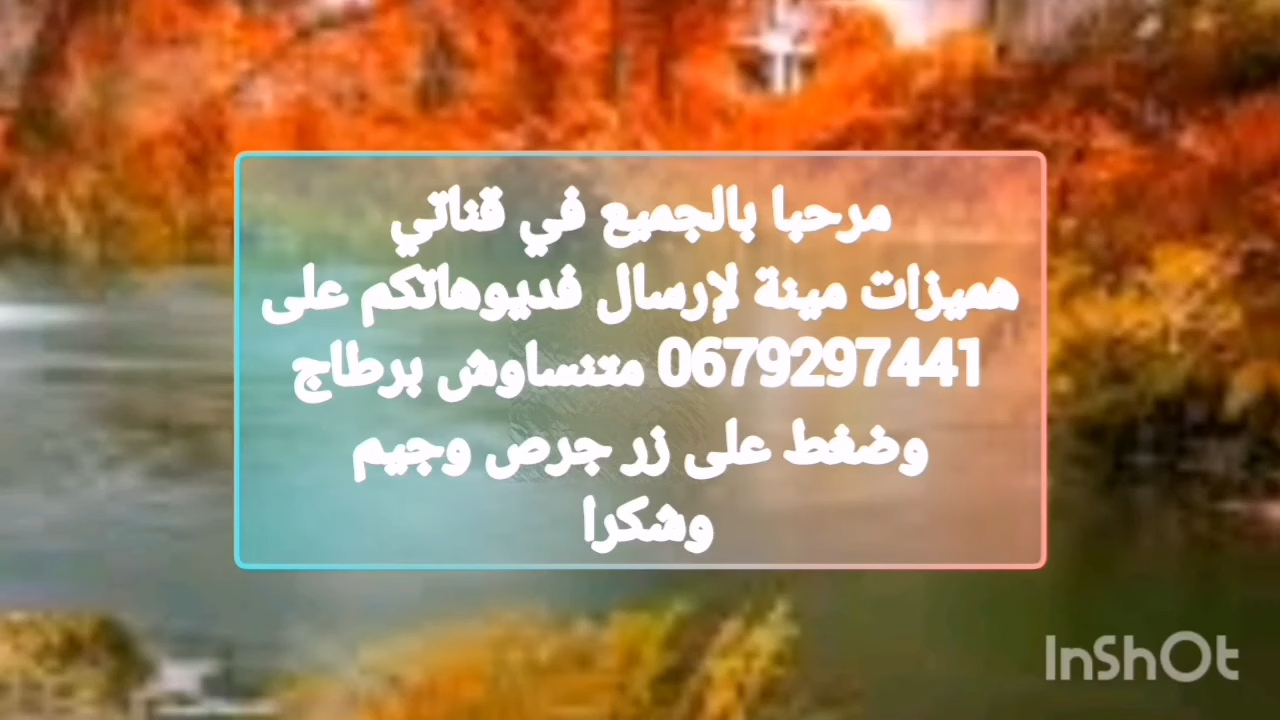 مرحبا بالجميع في قناتي
هميزات مينة لإرسال فديوهاتكم على
0679297441 متنساوش برطاج
وضغط على زر جرص وجيم
وشكرا
InShOt